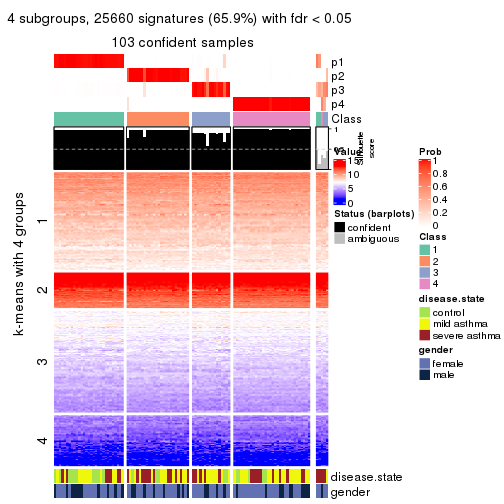 4 subgroups, 25660 signatures (65.9%) with fdr < 0.05
103 confident samples
p1
p2
p3
p4
Class
1
0
Silhouette
score
k-means with 4 groups
1
2
3
4
disease.state
gender
Value
15
10
5
0
Status (barplots)
confident
ambiguous
Prob
1
0.8
0.6
0.4
0.2
0
Class
1
2
3
4
disease.state
control
mild asthma
severe asthma
gender
female
male